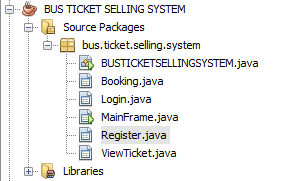 BUS TICKET SELLING SYSTEM
Source Packages
bus.ticket.selling.system
BUSTICKETSELLINGSYSTEM.java
Booking.java
Login.java
MainFrame.java
Register.java
ViewTicket.java
Libraries